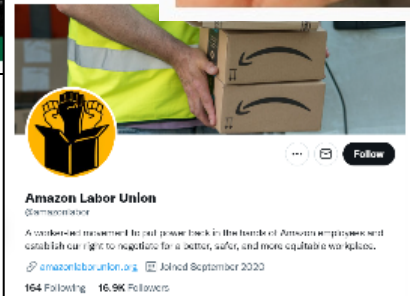 Follow
Amazon Labor Union
@amazonlabor
A worker-led movement to put power back in the hands of Amazon employees and
establish our right to negotiate for a better, safer, and more equitable workplace.
amazonlaborunion.org Joined September 2020
164 Following 16.9K Followers